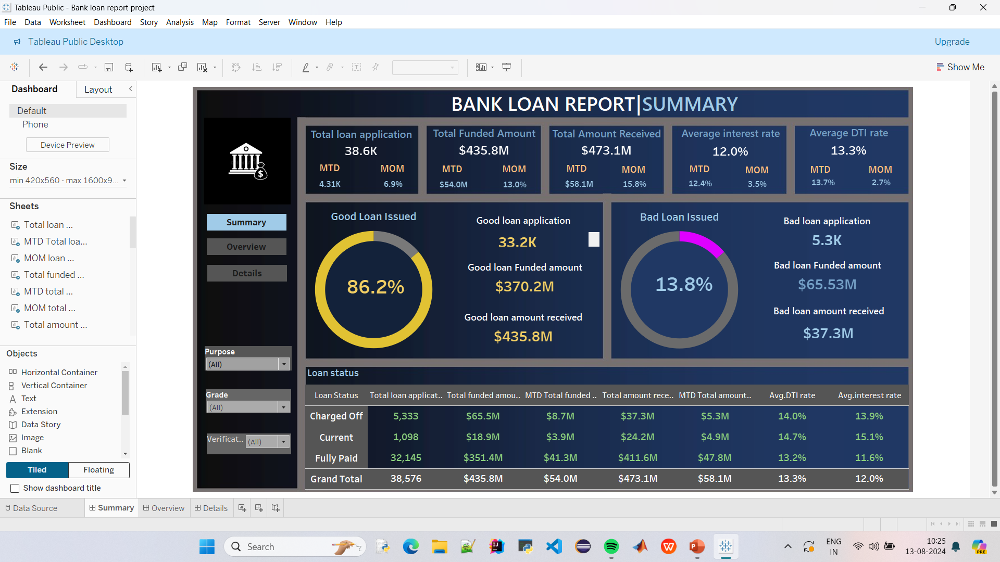 Tableau Public - Bank loan report project
File Data Worksheet Dashboard Story Analysis Map Format Server Window Help
Tableau Public Desktop
Upgrade
Show Me
Dashboard
Layout
Default
Phone
Device Preview
Size
min 420x560 - max 1600x9...
Sheets
Total loan ...
MTD Total loa...
MOM loan ...
Total funded ...
MTD total ...
MOM total ...
Total amount ...
Objects
Horizontal Container
Vertical Container
Text
Extension
Data Story
Image
Blank
Tiled
Floating
Show dashboard title
BANK LOAN REPORT|SUMMARY
$
Summary
Overview
Details
Purpose
(All)
Grade
(All)
Verificat.. (All)
Total loan application
38.6K
MTD MOM
4.31K 6.9%
Total Funded Amount
$435.8M
MTD MOM
$54.0M 13.0%
Total Amount Received
$473.1M
MTD MOM
$58.1M 15.8%
Average interest rate
12.0%
MTD MOM
12.4% 3.5%
Average DTI rate
13.3%
MTD MOM
13.7% 2.7%
Good Loan Issued
86.2%
Good loan application
33.2K
Good loan Funded amount
$370.2M
Good loan amount received
$435.8M
Bad Loan Issued
13.8%
Bad loan application
5.3K
Bad loan Funded amount
$65.53M
Bad loan amount received
$37.3M
Loan status
Loan Status Total loan applicat.. Total funded amou.. MTD Total funded .. Total amount rece.. MTD Total amount.. Avg.DTI rate Avg.interest rate
Charged Off 5,333 $65.5M $8.7M $37.3M $5.3M 14.0% 13.9%
Current 1,098 $18.9M $3.9M $24.2M $4.9M 14.7% 15.1%
Fully Paid 32,145 $351.4M $41.3M $411.6M $47.8M 13.2% 11.6%
Grand Total 38,576 $435.8M $54.0M $473.1M $58.1M 13.3% 12.0%
Data Source
Summary
Overview
Details
Search
IJ
W
P
ENG
IN
10:25
13-08-2024
PRE